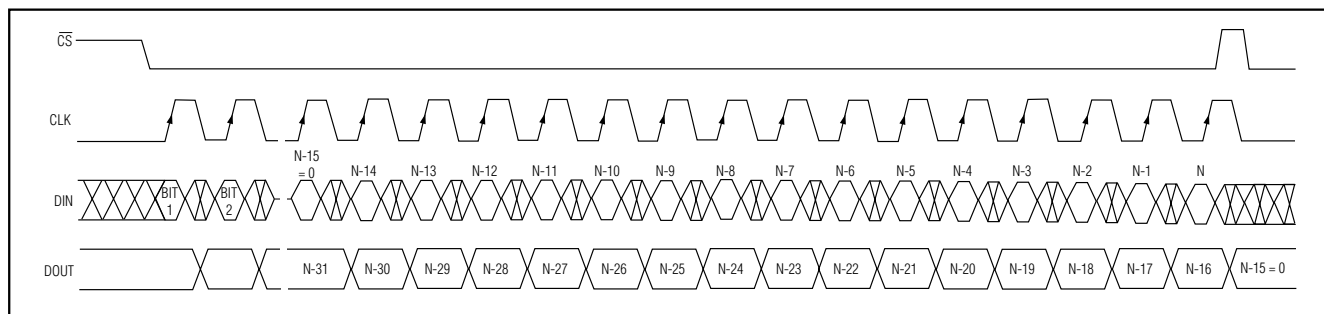 C̅S̅
CLK
N-15
= 0
N-14 N-13 N-12 N-11 N-10 N-9 N-8 N-7 N-6 N-5 N-4 N-3 N-2 N-1 N
DIN
BIT
1
BIT
2
DOUT
N-31 N-30 N-29 N-28 N-27 N-26 N-25 N-24 N-23 N-22 N-21 N-20 N-19 N-18 N-17 N-16 N-15 = 0